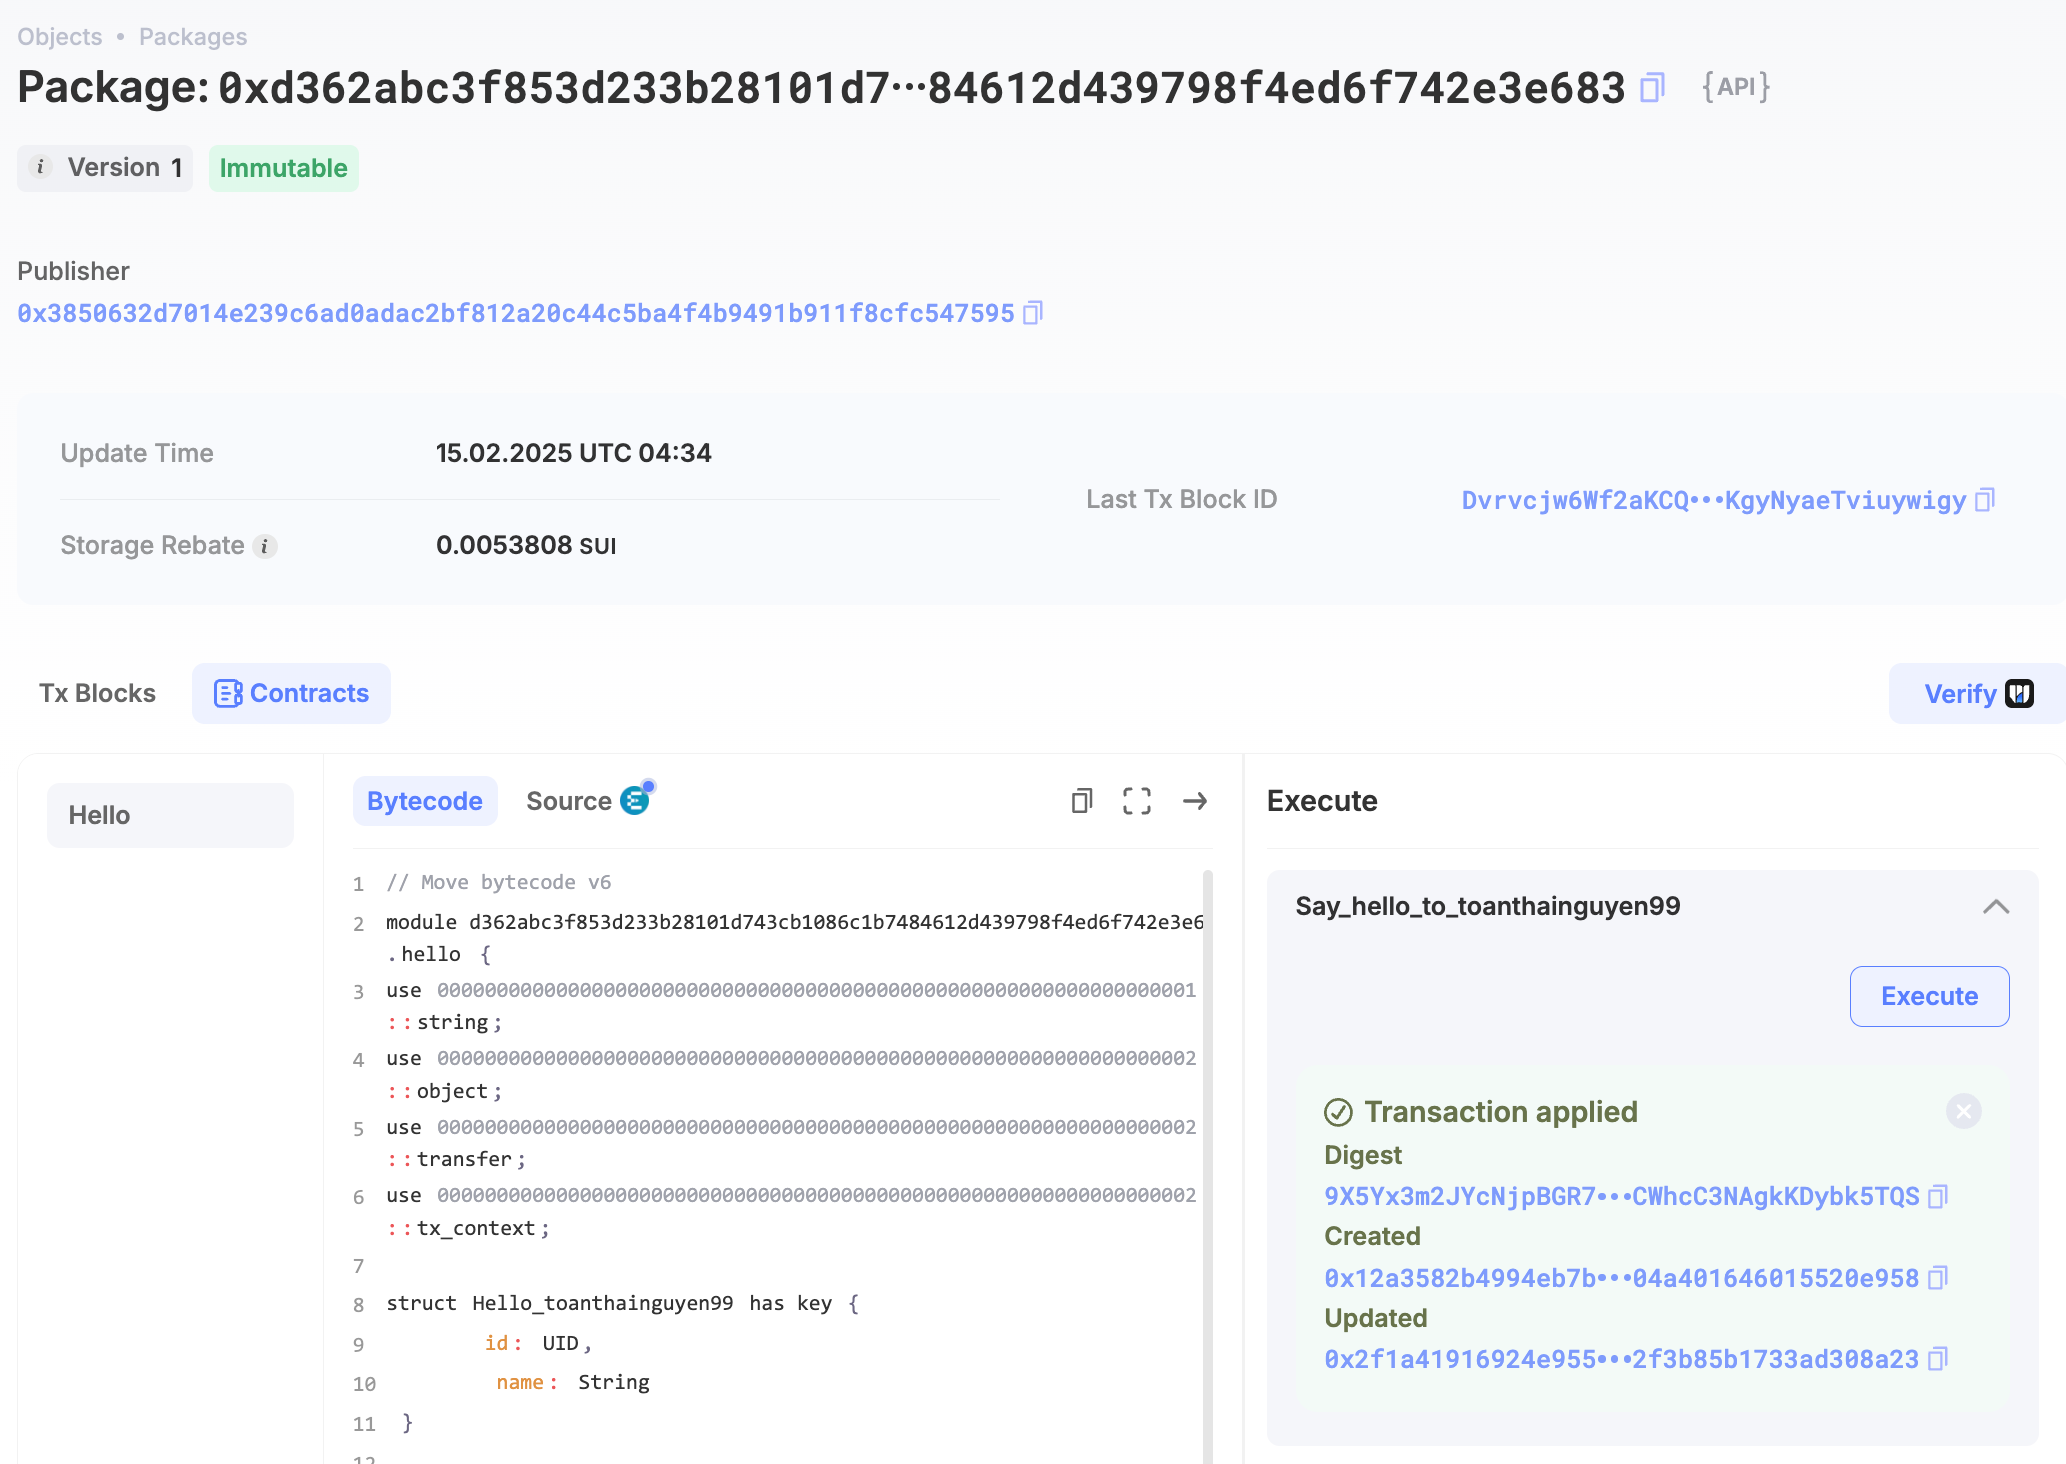 Objects • Packages
Package: 0xd362abc3f853d233b28101d7···84612d439798f4ed6f742e3e683 {API}
i Version 1 Immutable
Publisher
0x3850632d7014e239c6ad0adac2bf812a20c44c5ba4f4b9491b911f8cfc547595
Update Time 15.02.2025 UTC 04:34
Last Tx Block ID Dvrvcjw6Wf2aKCQ•••KgyNyaeTviuywigy
Storage Rebate i 0.0053808 SUI
Tx Blocks Contracts Verify
Hello
Bytecode Source
1 // Move bytecode v6
2 module d362abc3f853d233b28101d743cb1086c1b7484612d439798f4ed6f742e3e6
.hello {
3 use 0000000000000000000000000000000000000000000000000000000000000001
::string;
4 use 0000000000000000000000000000000000000000000000000000000000000002
::object;
5 use 0000000000000000000000000000000000000000000000000000000000000002
::transfer;
6 use 0000000000000000000000000000000000000000000000000000000000000002
::tx_context;
7
8 struct Hello_toanthainguyen99 has key {
9 id: UID,
10 name: String
11 }
12
Execute
Say_hello_to_toanthainguyen99
Execute
Transaction applied
Digest
9X5Yx3m2JYcNjpBGR7•••CWhcC3NAgkKDybk5TQS
Created
0x12a3582b4994eb7b•••04a401646015520e958
Updated
0x2f1a41916924e955•••2f3b85b1733ad308a23